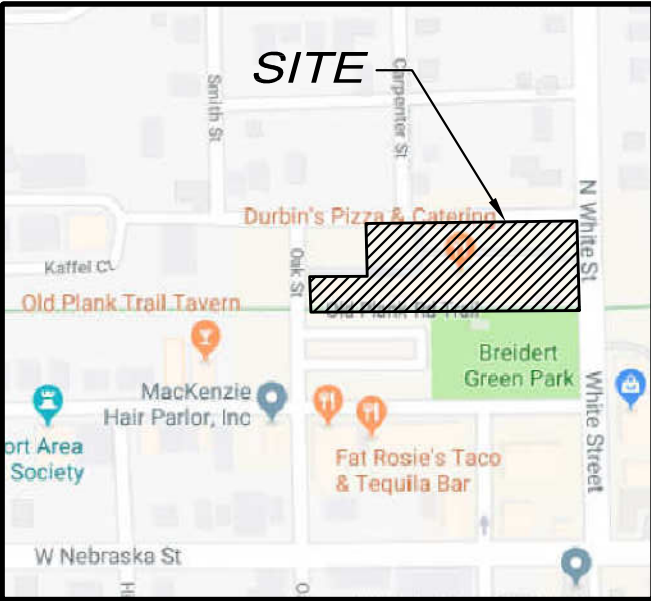 SITE
Smith St
Carpenter St
N White St
Durbin's Pizza & Catering
Kaffel Ct
Oak St
Old Plank Trail Tavern
Old Plank Rd Trail
Breidert
Green Park
MacKenzie
Hair Parlor, Inc
White Street
ort Area
Society
Fat Rosie's Taco
& Tequila Bar
W Nebraska St
H
O